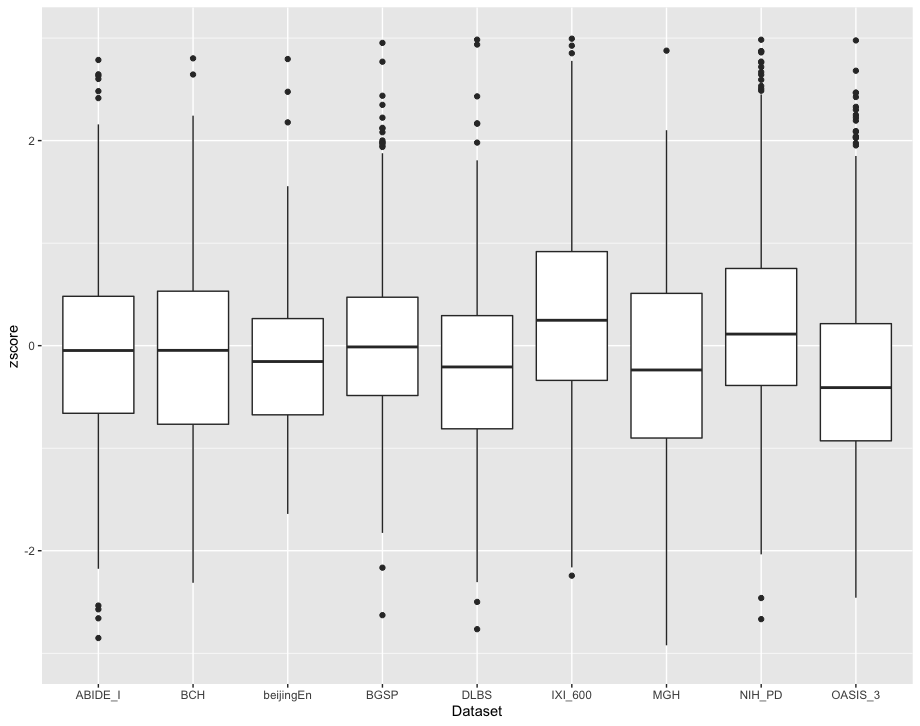 zscore
2
0
-2
ABIDE_I BCH beijingEn BGSP DLBS IXI_600 MGH NIH_PD OASIS_3
Dataset